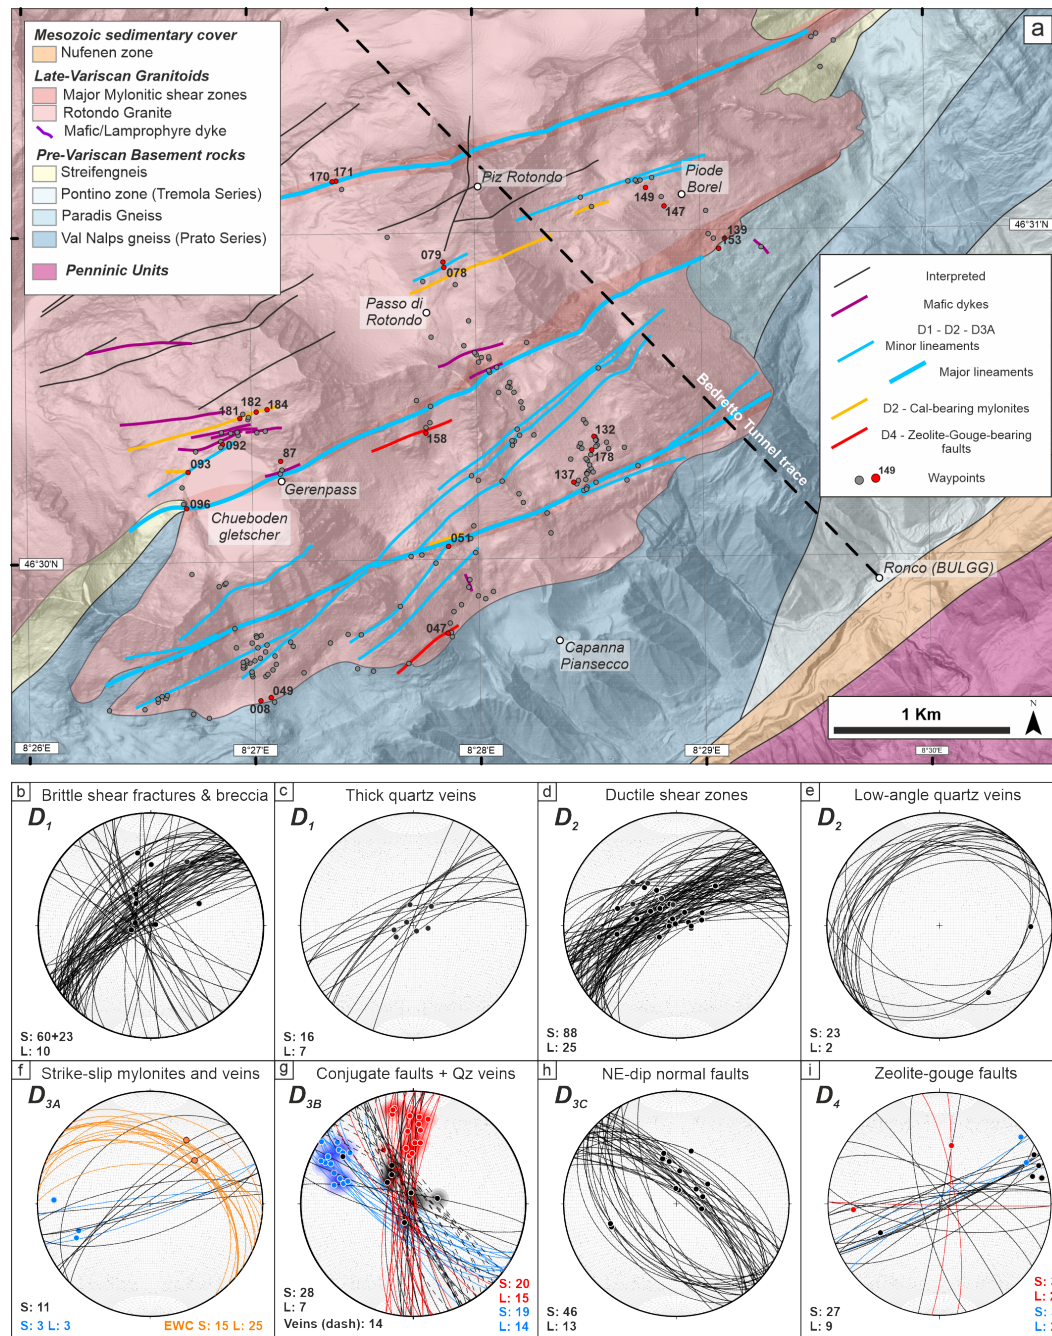 a
Mesozoic sedimentary cover
Nufenen zone
Late-Variscan Granitoids
Major Mylonitic shear zones
Rotondo Granite
Mafic/Lamprophyre dyke
Pre-Variscan Basement rocks
Streifengneis
Pontino zone (Tremola Series)
Paradis Gneiss
Val Nalps gneiss (Prato Series)
Penninic Units
170 171
Piz Rotondo
Piode
Borel
149
147
139
153
46°31'N
079
078
Passo di
Rotondo
Interpreted
Mafic dykes
D1 - D2 - D3A
Minor lineaments
Major lineaments
D2 - Cal-bearing mylonites
D4 - Zeolite-Gouge-bearing
faults
149
Waypoints
Bedretto Tunnel trace
182 184
181
092
87
158
132
178
137
093
Gerenpass
096
Chueboden
gletscher
051
46°30'N
Ronco (BULGG)
047
Capanna
Piansecco
049
008
1 Km
N
8°26'E
8°27'E
8°28'E
8°29'E
8°30'E
b
Brittle shear fractures & breccia
D1
S: 60+23
L: 10
c
Thick quartz veins
D1
S: 16
L: 7
d
Ductile shear zones
D2
S: 88
L: 25
e
Low-angle quartz veins
D2
S: 23
L: 2
f
Strike-slip mylonites and veins
D3A
S: 11
S: 3 L: 3
EWC S: 15 L: 25
g
Conjugate faults + Qz veins
D3B
S: 28
L: 7
Veins (dash): 14
S: 20
L: 15
S: 19
L: 14
h
NE-dip normal faults
D3C
S: 46
L: 13
i
Zeolite-gouge faults
D4
S: 27
L: 9
S:
L:
S:
L: